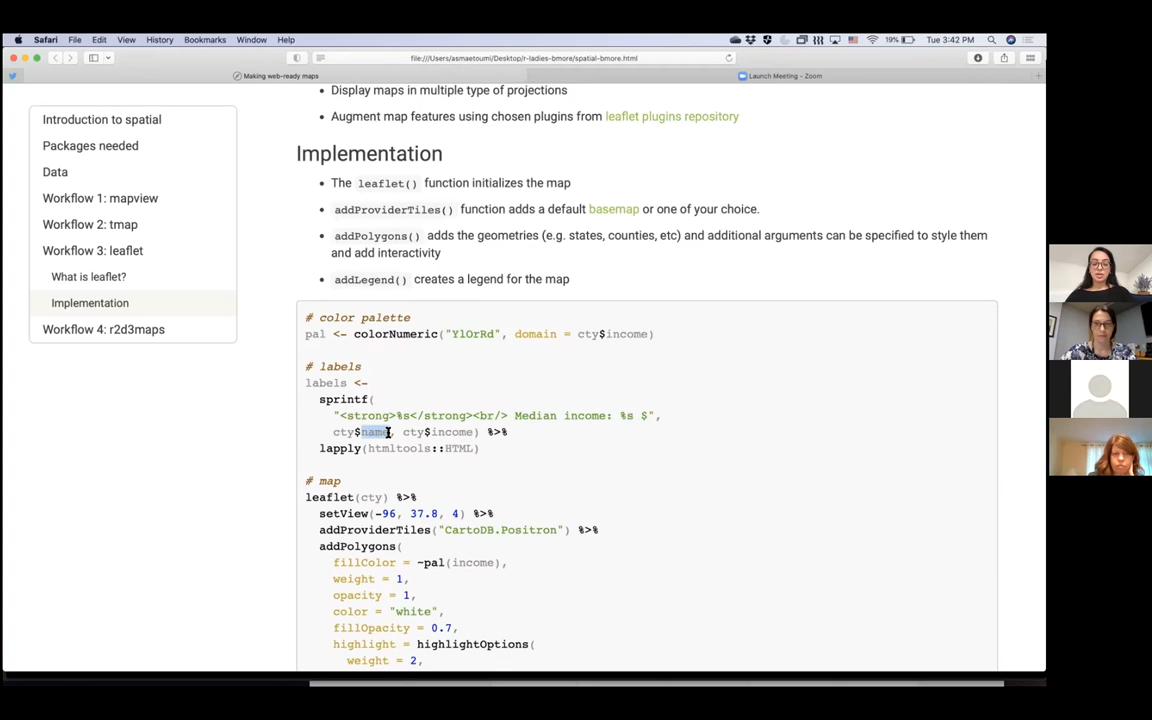 Safari File Edit View History Bookmarks Window Help
19% Tue 3:42 PM
file:///Users/asmaetoumi/Desktop/r-ladies-bmore/spatial-bmore.html
Making web-ready maps
Launch Meeting - Zoom
Introduction to spatial
Packages needed
Data
Workflow 1: mapview
Workflow 2: tmap
Workflow 3: leaflet
What is leaflet?
Implementation
Workflow 4: r2d3maps
• Display maps in multiple type of projections
• Augment map features using chosen plugins from leaflet plugins repository
Implementation
• The leaflet() function initializes the map
• addProviderTiles() function adds a default basemap or one of your choice.
• addPolygons() adds the geometries (e.g. states, counties, etc) and additional arguments can be specified to style them
and add interactivity
• addLegend() creates a legend for the map
# color palette
pal <- colorNumeric("YlOrRd", domain = cty$income)
# labels
labels <-
sprintf(
"<strong>%s</strong><br/> Median income: %s $",
cty$name, cty$income) %>%
lapply(htmltools::HTML)
# map
leaflet(cty) %>%
setView(-96, 37.8, 4) %>%
addProviderTiles("CartoDB.Positron") %>%
addPolygons(
fillColor = ~pal(income),
weight = 1,
opacity = 1,
color = "white",
fillOpacity = 0.7,
highlight = highlightOptions(
weight = 2,